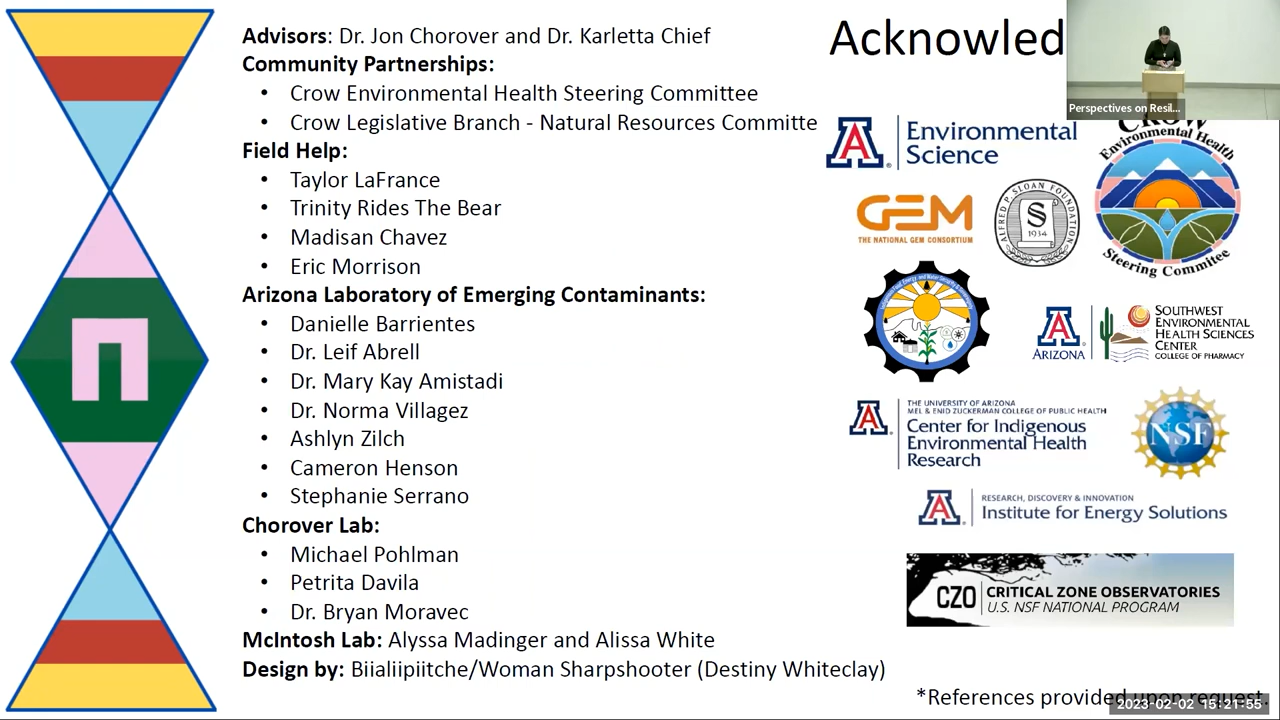 Advisors: Dr. Jon Chorover and Dr. Karletta Chief
Community Partnerships:
• Crow Environmental Health Steering Committee
• Crow Legislative Branch - Natural Resources Committe
Field Help:
• Taylor LaFrance
• Trinity Rides The Bear
• Madisan Chavez
• Eric Morrison
Arizona Laboratory of Emerging Contaminants:
• Danielle Barrientes
• Dr. Leif Abrell
• Dr. Mary Kay Amistadi
• Dr. Norma Villagez
• Ashlyn Zilch
• Cameron Henson
• Stephanie Serrano
Chorover Lab:
• Michael Pohlman
• Petrita Davila
• Dr. Bryan Moravec
McIntosh Lab: Alyssa Madinger and Alissa White
Design by: Biialiipiitche/Woman Sharpshooter (Destiny Whiteclay)
Acknowled
Perspectives on Resil...
A Environmental
Science
Crow
Environmental Health
Steering Committee
GEM
THE NATIONAL GEM CONSORTIUM
ALFRED P. SLOAN FOUNDATION
S
1934
A
ARIZONA
SOUTHWEST
ENVIRONMENTAL
HEALTH SCIENCES
CENTER
COLLEGE OF PHARMACY
A
THE UNIVERSITY OF ARIZONA
MEL & ENID ZUCKERMAN COLLEGE OF PUBLIC HEALTH
Center for Indigenous
Environmental Health
Research
NSF
A
RESEARCH, DISCOVERY & INNOVATION
Institute for Energy Solutions
CZO
CRITICAL ZONE OBSERVATORIES
U.S. NSF NATIONAL PROGRAM
*References provided upon request.
2023-02-02 15:21:55